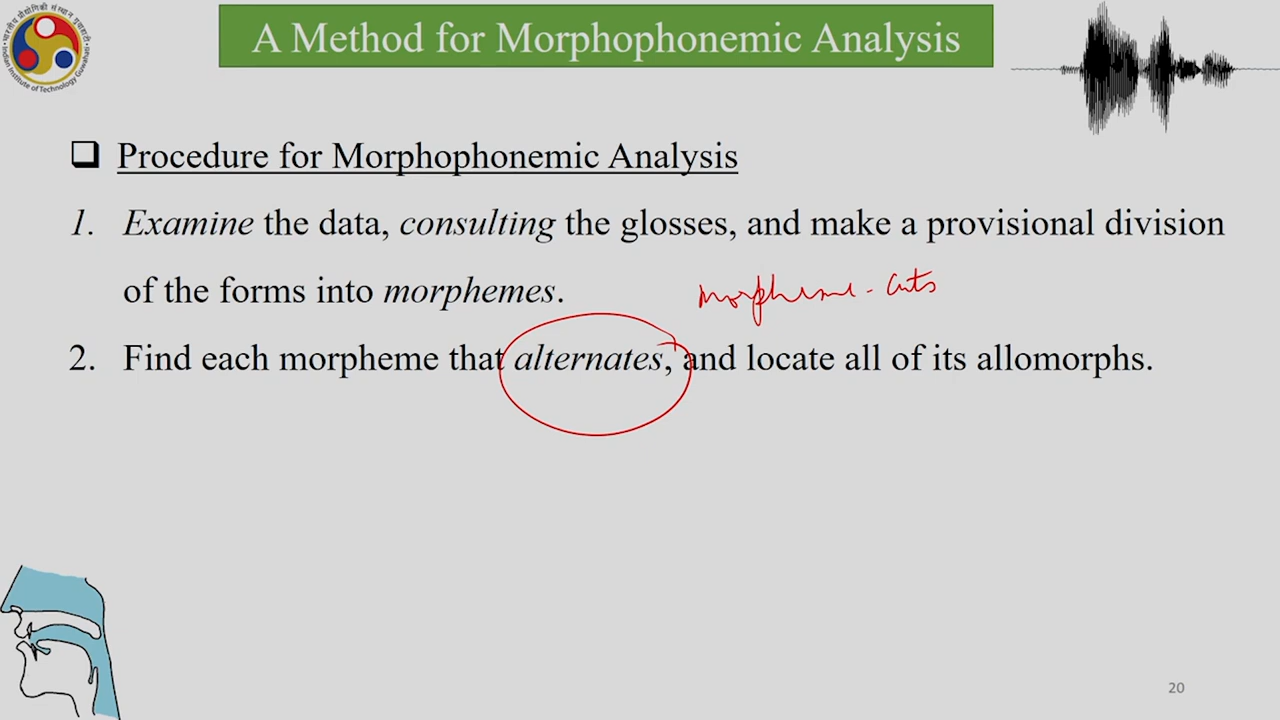 A Method for Morphophonemic Analysis
Procedure for Morphophonemic Analysis
1. Examine the data, consulting the glosses, and make a provisional division
of the forms into morphemes.
morpheme - cuts
2. Find each morpheme that alternates, and locate all of its allomorphs.
20